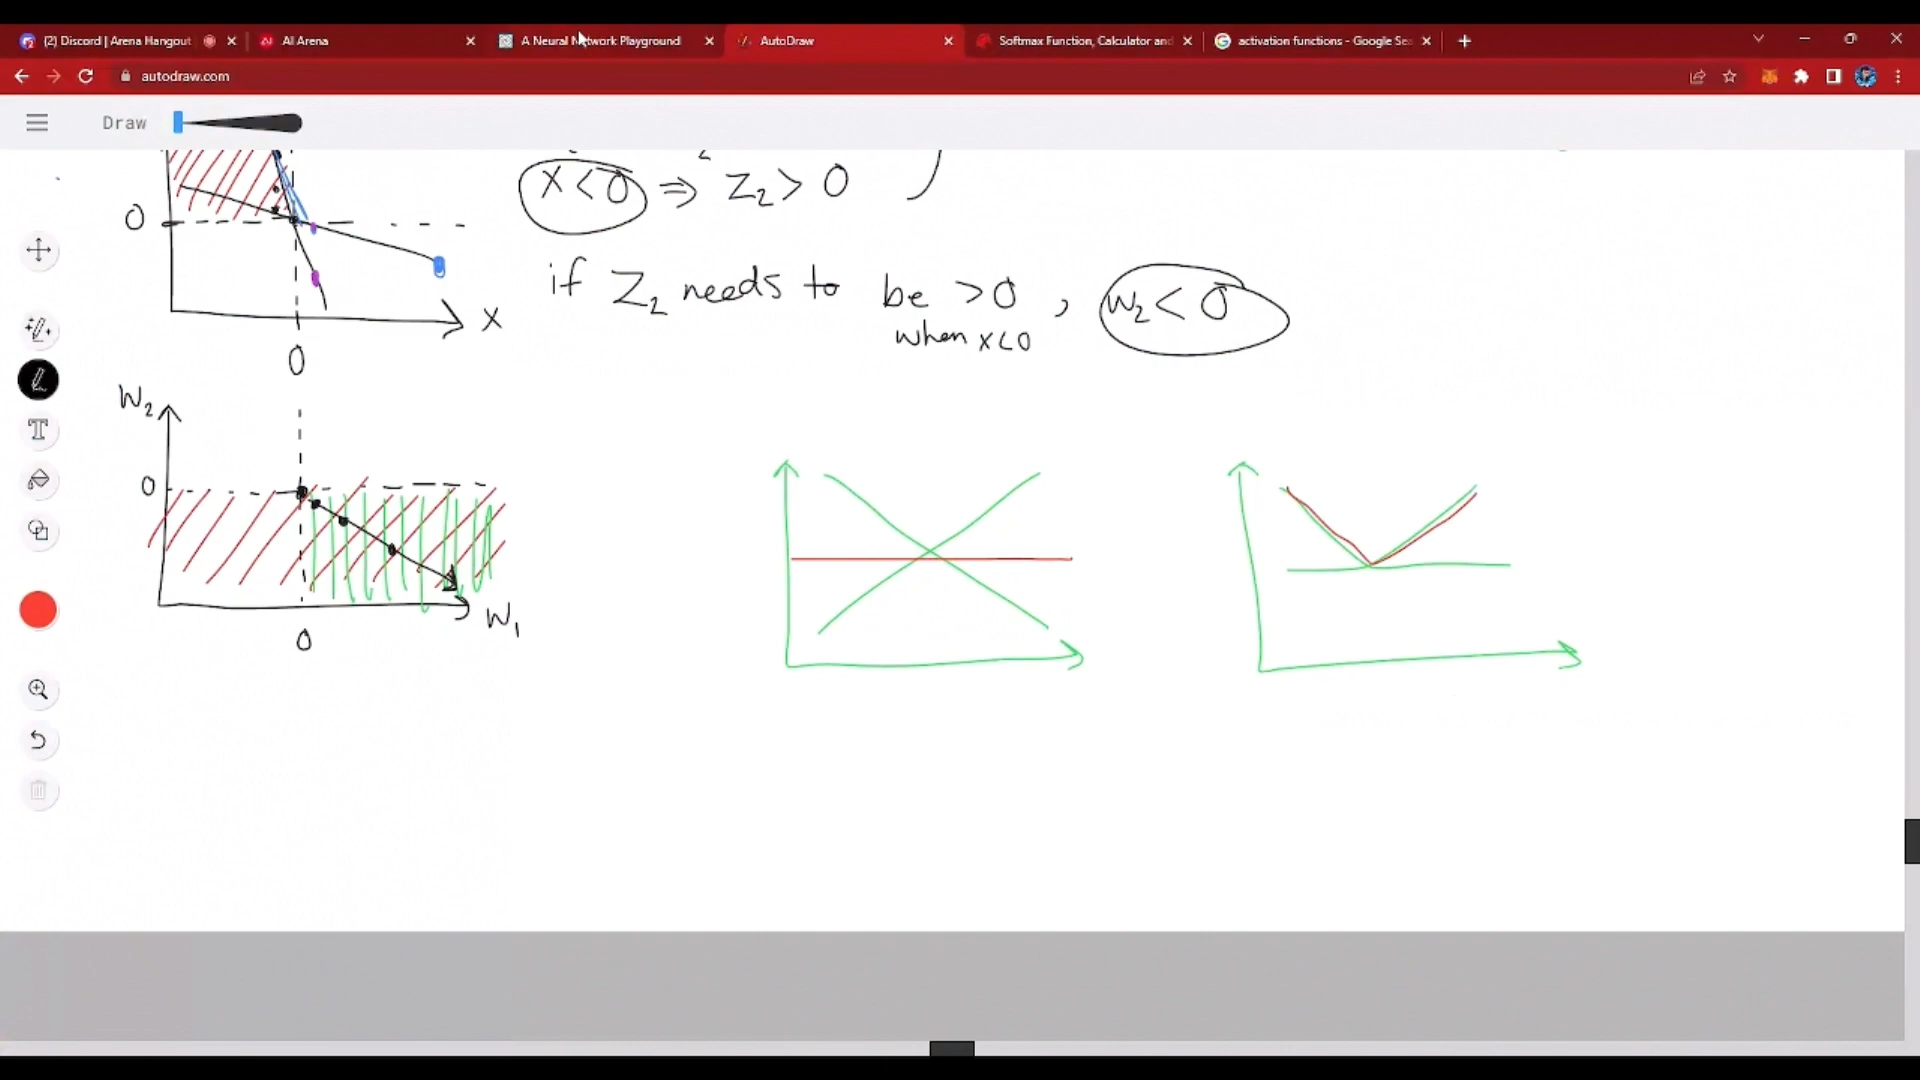 (2) Discord | Arena Hangout
AI Arena
A Neural Network Playground
AutoDraw
Softmax Function, Calculator and
activation functions - Google Sea
autodraw.com
Draw
2
x < 0 ⇒ Z₂ > 0
0
if Z₂ needs to be > 0 , w₂ < 0
when x < 0
X
0
W₂
0
W₁
0